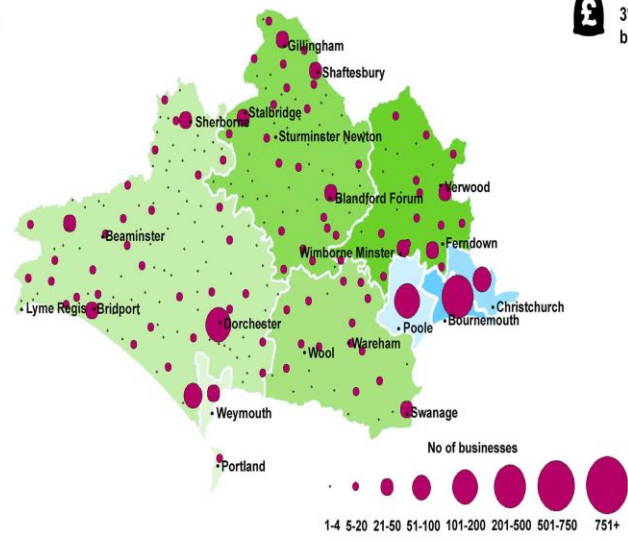 £
Gillingham
Shaftesbury
Stalbridge
Sherborne
Sturminster Newton
Blandford Forum
Verwood
Beaminster
Wimborne Minster
Ferndown
Lyme Regis
Bridport
Dorchester
Christchurch
Bournemouth
Poole
Wareham
Wool
Weymouth
Swanage
Portland
No of businesses
1-4 5-20 21-50 51-100 101-200 201-500 501-750 751+